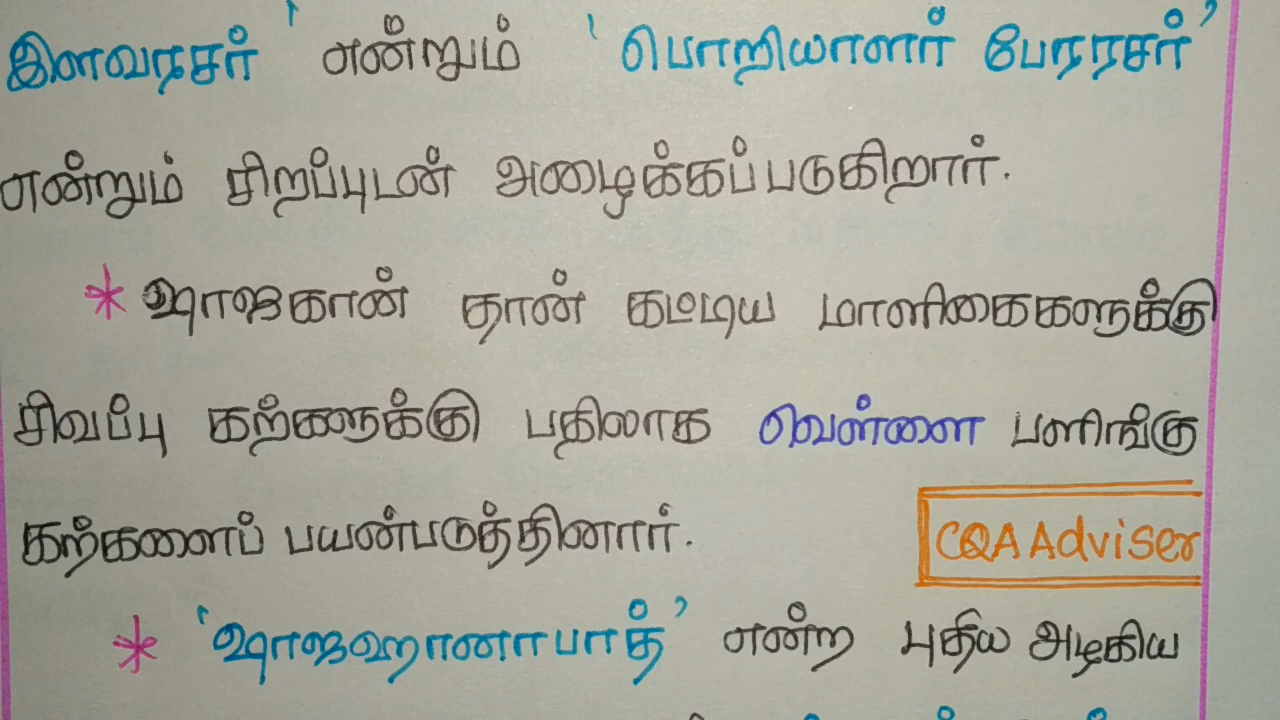 இளவரசர்' என்றும் 'பொறியாளர் பேரரசர்'
என்றும் சிறப்புடன் அழைக்கப்படுகிறார்.
* ஷாஜகான் தான் கட்டிய மாளிகைகளுக்கு
சிவப்பு கற்களுக்கு பதிலாக வெள்ளை பளிங்கு
கற்களைப் பயன்படுத்தினார்.
CQA Adviser
* 'ஷாஜஹானாபாத்' என்ற புதிய அழகிய